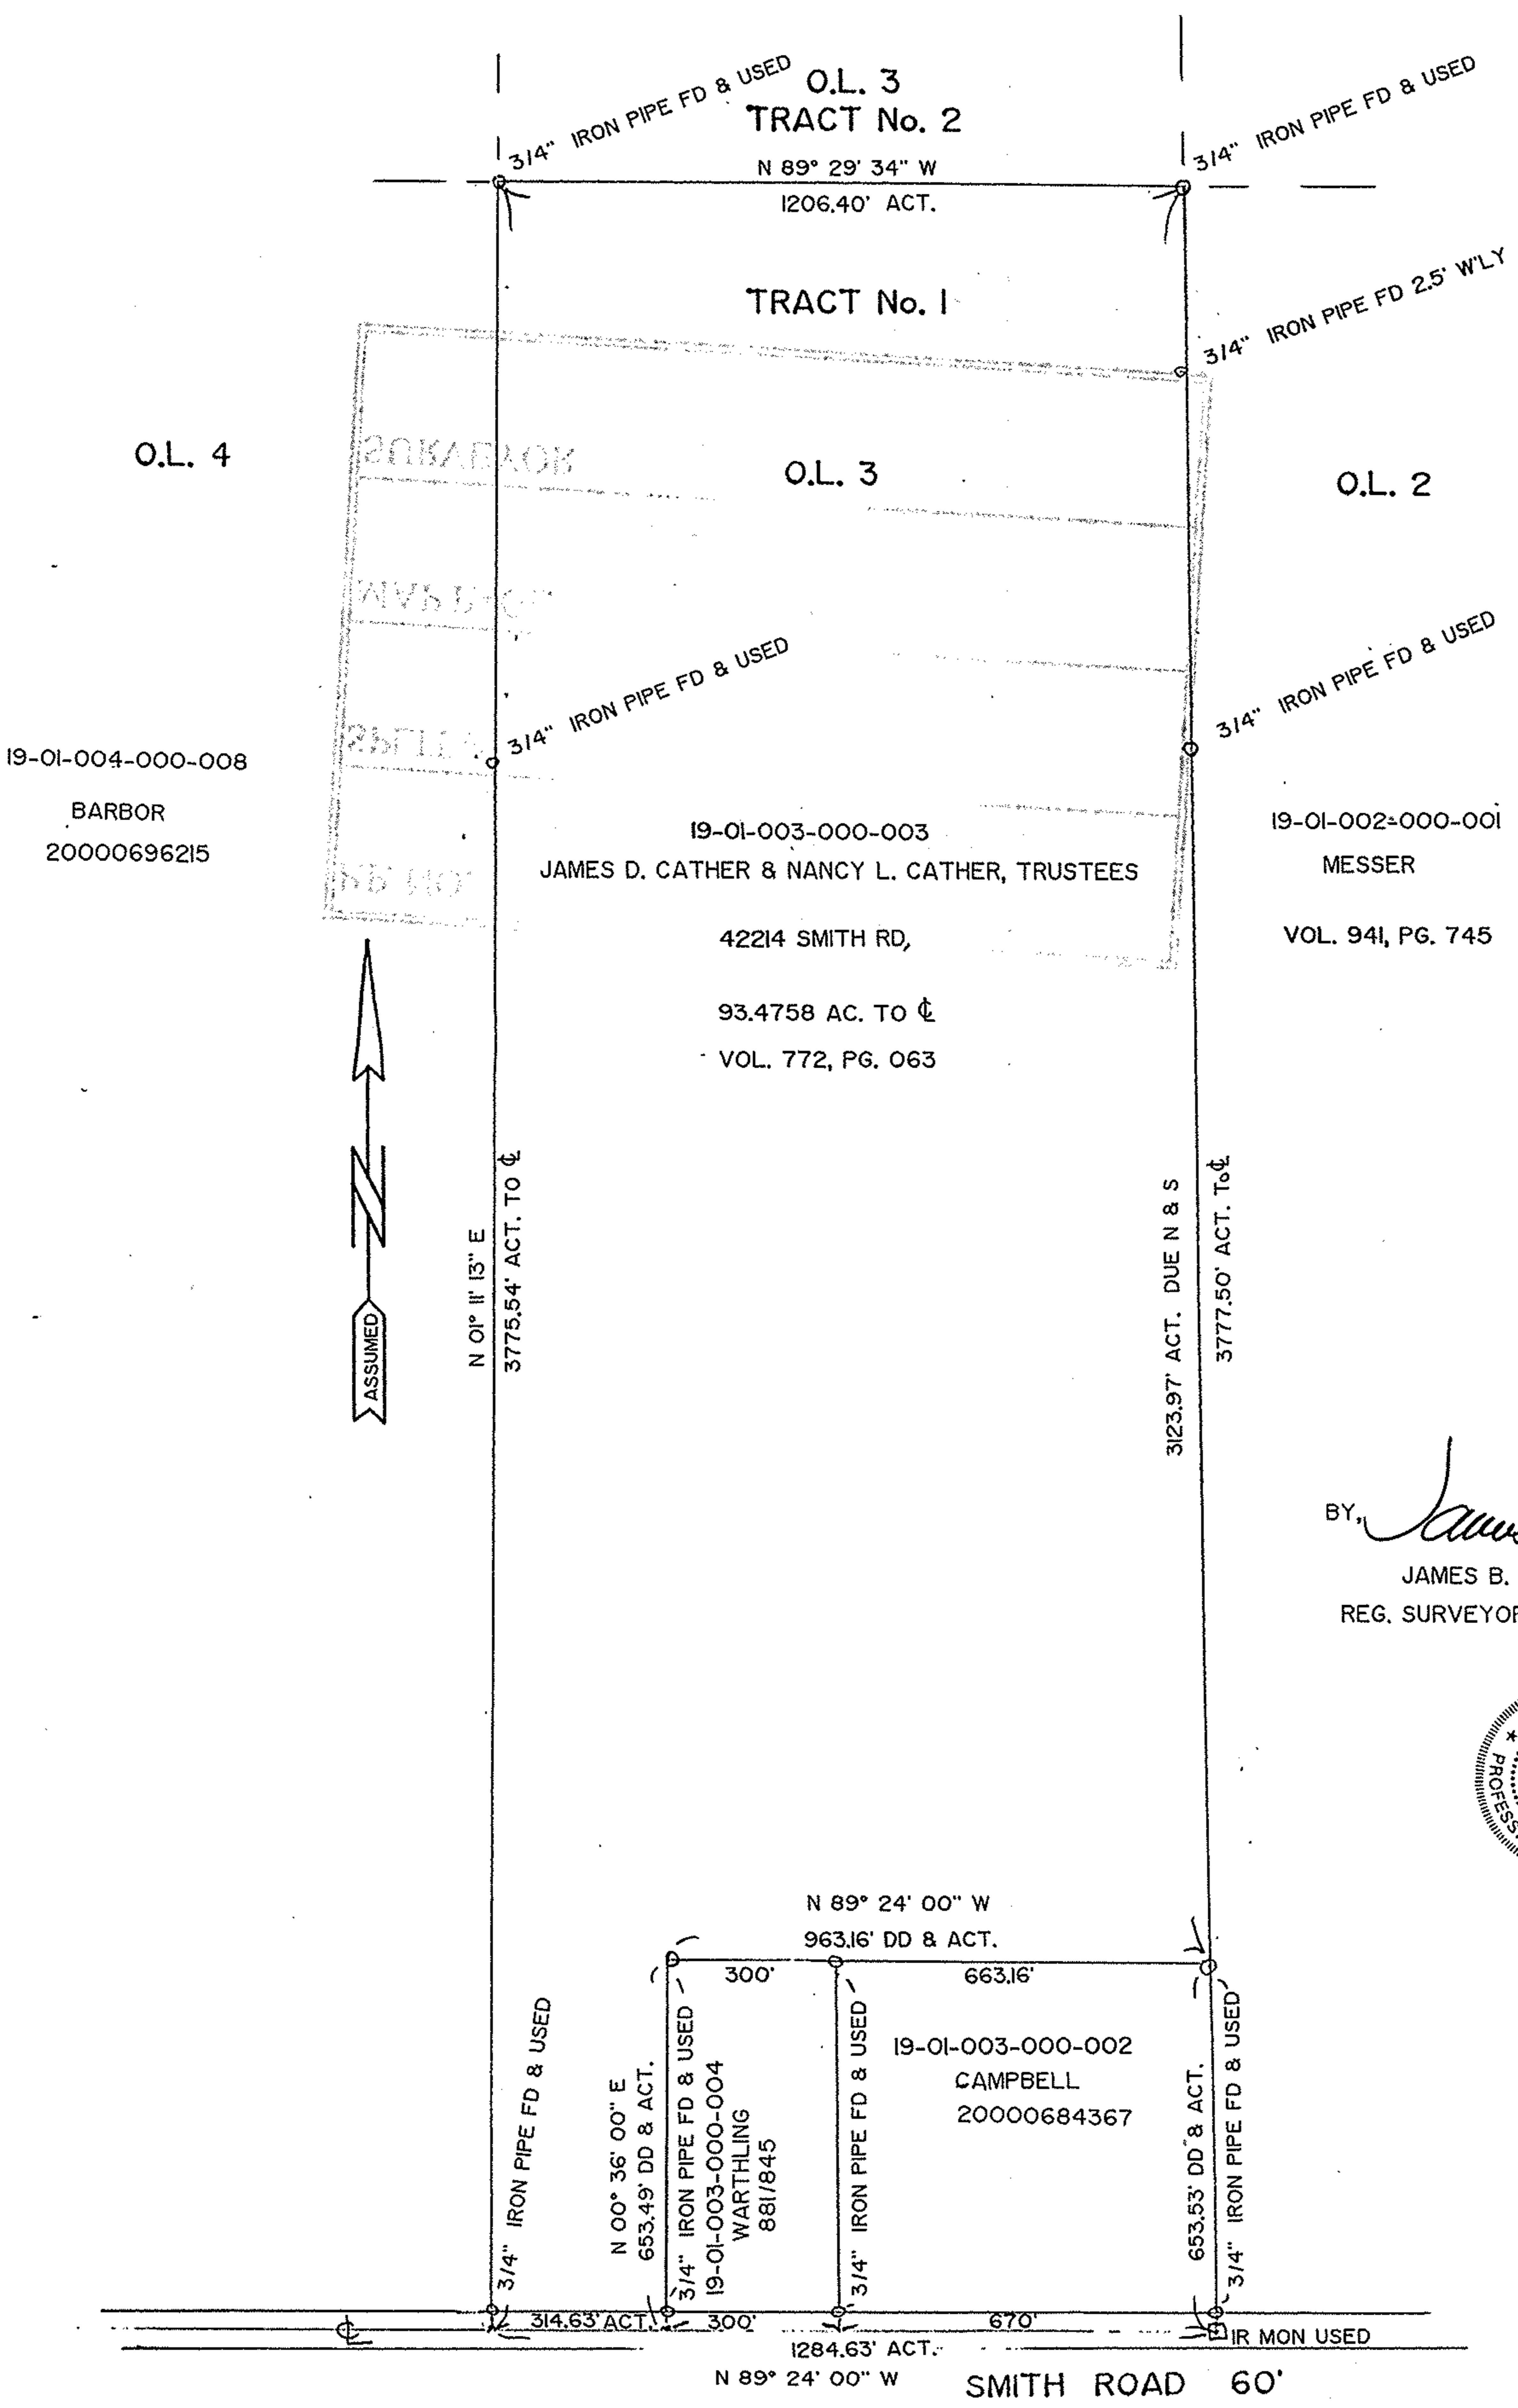 O.L. 3
TRACT No. 2
3/4" IRON PIPE FD & USED
3/4" IRON PIPE FD & USED
N 89° 29' 34" W
1206.40' ACT.
TRACT No. 1
3/4" IRON PIPE FD 2.5' W'LY
O.L. 4
O.L. 3
O.L. 2
3/4" IRON PIPE FD & USED
3/4" IRON PIPE FD & USED
19-01-004-000-008
BARBOR
20000696215
19-01-003-000-003
JAMES D. CATHER & NANCY L. CATHER, TRUSTEES
42214 SMITH RD,
93.4758 AC. TO ℄
VOL. 772, PG. 063
19-01-002-000-001
MESSER
VOL. 941, PG. 745
N
ASSUMED
N 01° 11' 13" E
3775.54' ACT. TO ℄
3123.97' ACT. DUE N & S
3777.50' ACT. To ℄
BY, James
JAMES B.
REG. SURVEYOR
PROFESS
N 89° 24' 00" W
963.16' DD & ACT.
300'
663.16'
3/4" IRON PIPE FD & USED
N 00° 36' 00" E
653.49' DD & ACT.
3/4" IRON PIPE FD & USED
19-01-003-000-004
WARTHLING
881/845
3/4" IRON PIPE FD & USED
19-01-003-000-002
CAMPBELL
20000684367
653.53' DD & ACT.
3/4" IRON PIPE FD & USED
314.63' ACT.
300'
670'
℄
1284.63' ACT.
IR MON USED
N 89° 24' 00" W
SMITH ROAD 60'